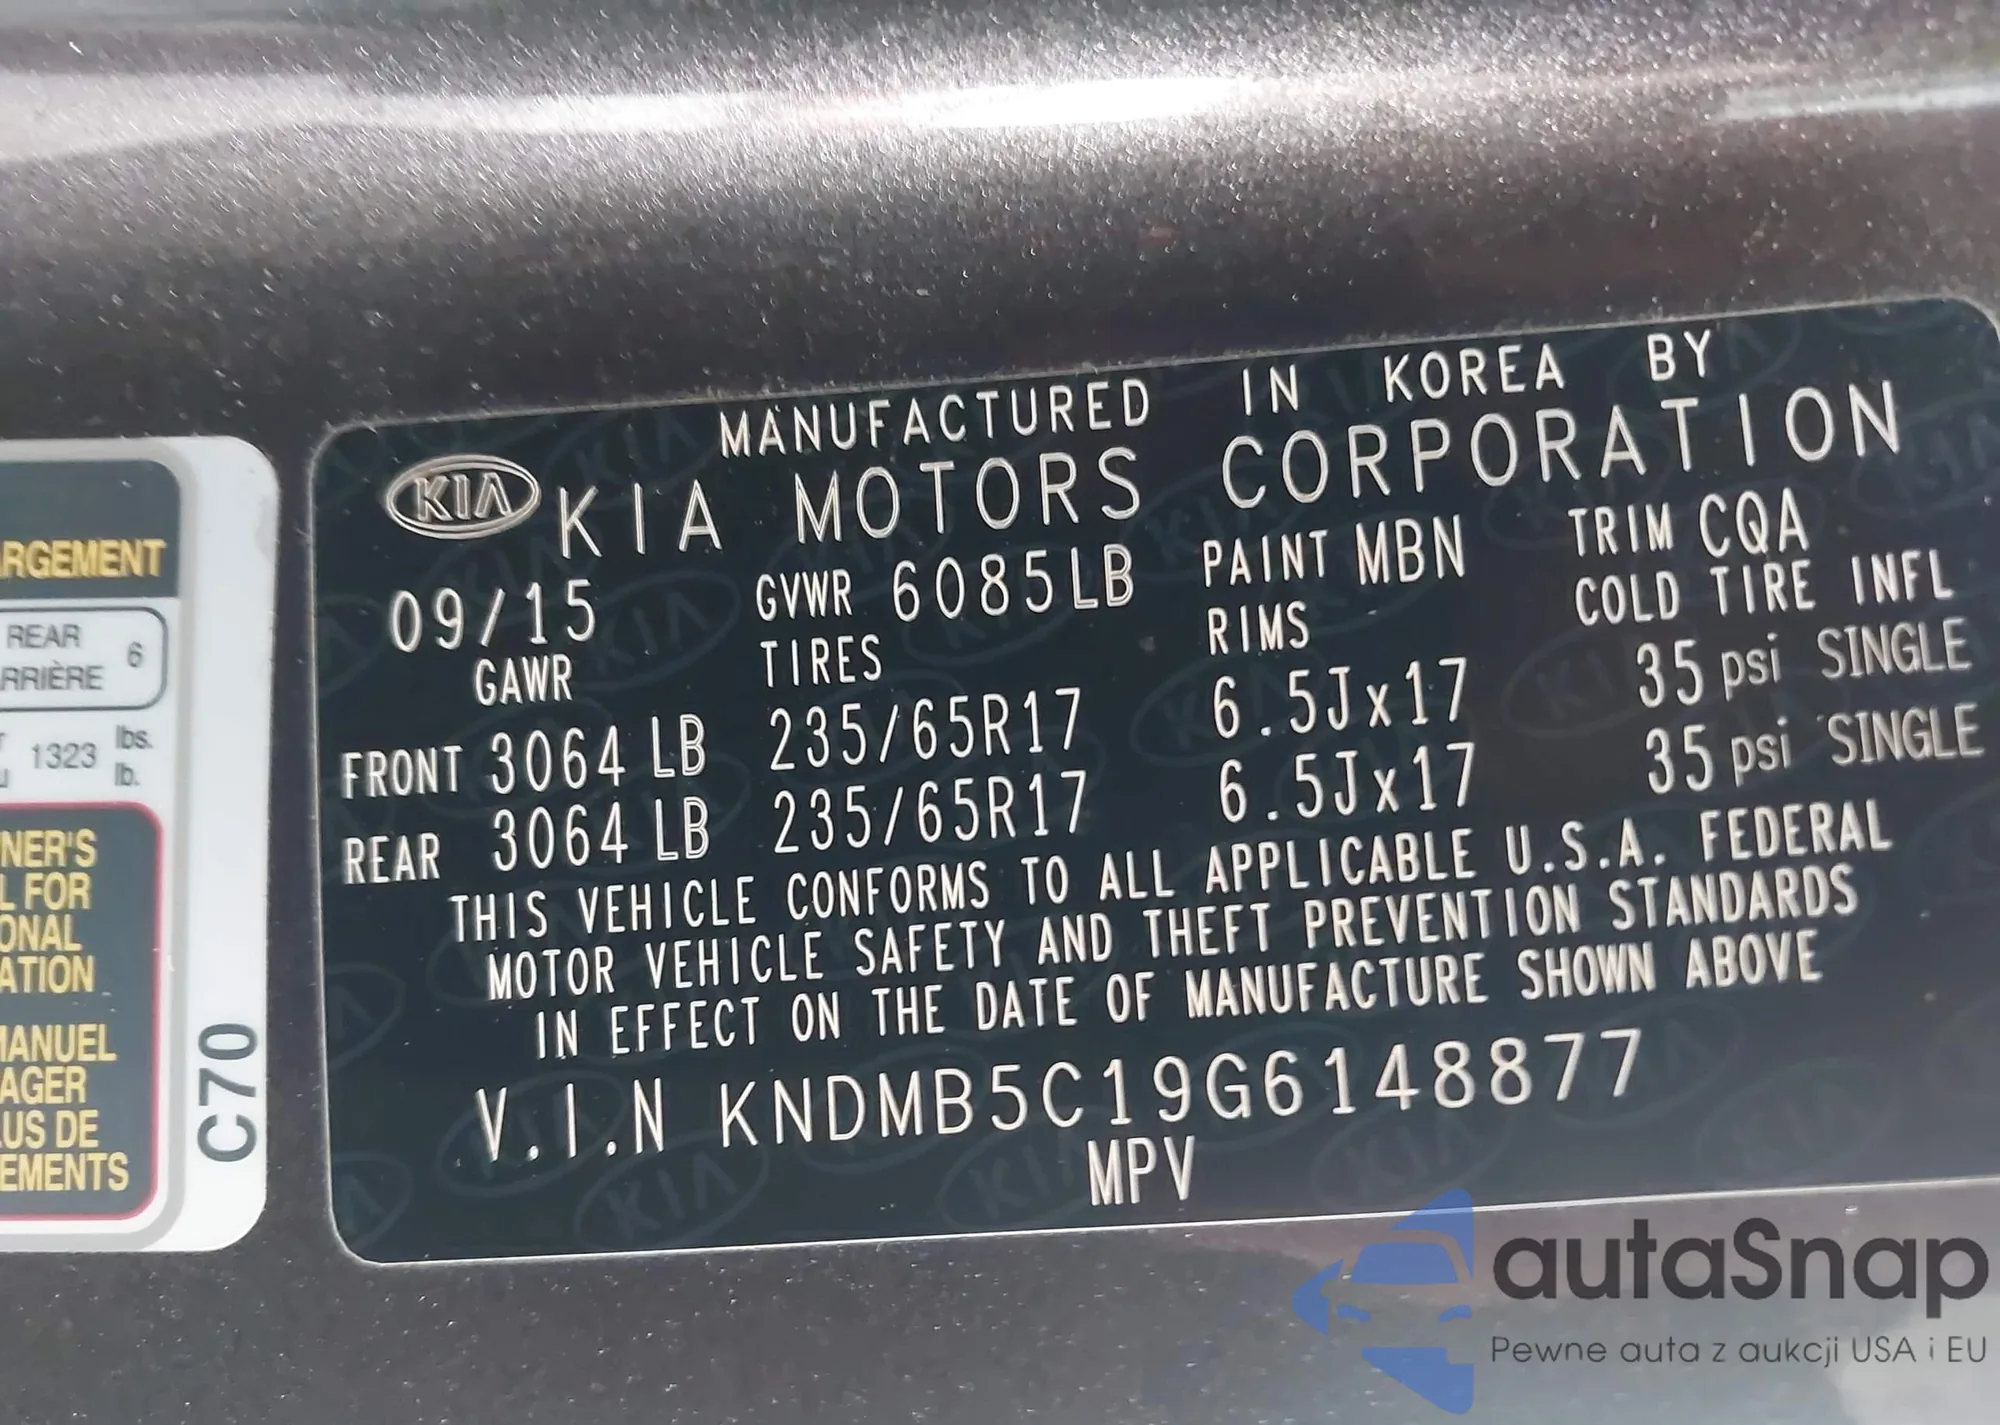 MANUFACTURED IN KOREA BY
KIA KIA MOTORS CORPORATION
09/15 GVWR 6085LB PAINT MBN TRIM CQA
GAWR TIRES RIMS COLD TIRE INFL
FRONT 3064 LB 235/65R17 6.5Jx17 35 psi SINGLE
REAR 3064 LB 235/65R17 6.5Jx17 35 psi SINGLE
THIS VEHICLE CONFORMS TO ALL APPLICABLE U.S.A. FEDERAL
MOTOR VEHICLE SAFETY AND THEFT PREVENTION STANDARDS
IN EFFECT ON THE DATE OF MANUFACTURE SHOWN ABOVE
V.I.N KNDMB5C19G6148877
MPV
RGEMENT
REAR 6
RRIÈRE
1323 lbs.
lb.
NER'S
L FOR
ONAL
ATION
MANUEL
AGER
LUS DE
EMENTS
C70
autaSnap
Pewne auta z aukcji USA i EU